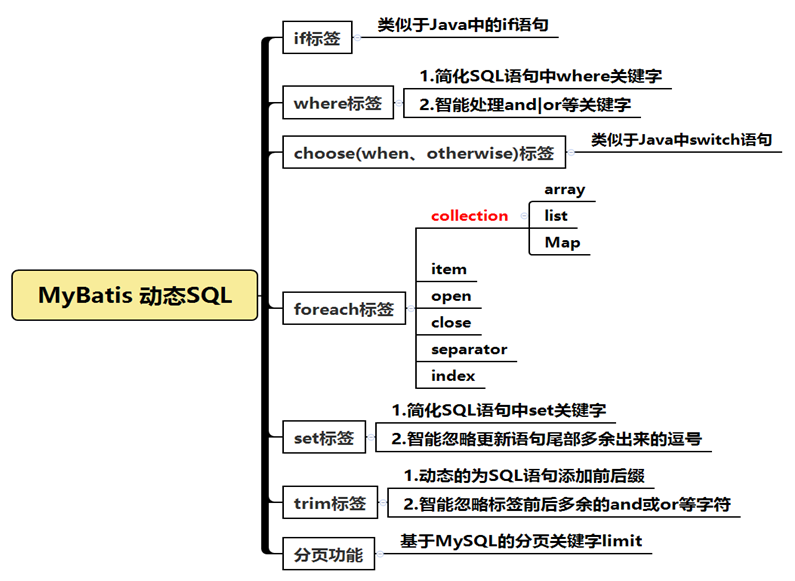 MyBatis 动态SQL
if标签
类似于Java中的if语句
where标签
1.简化SQL语句中where关键字
2.智能处理and|or等关键字
choose(when、otherwise)标签
类似于Java中switch语句
foreach标签
collection
array
list
Map
item
open
close
separator
index
set标签
1.简化SQL语句中set关键字
2.智能忽略更新语句尾部多余出来的逗号
trim标签
1.动态的为SQL语句添加前后缀
2.智能忽略标签前后多余的and或or等字符
分页功能
基于MySQL的分页关键字limit